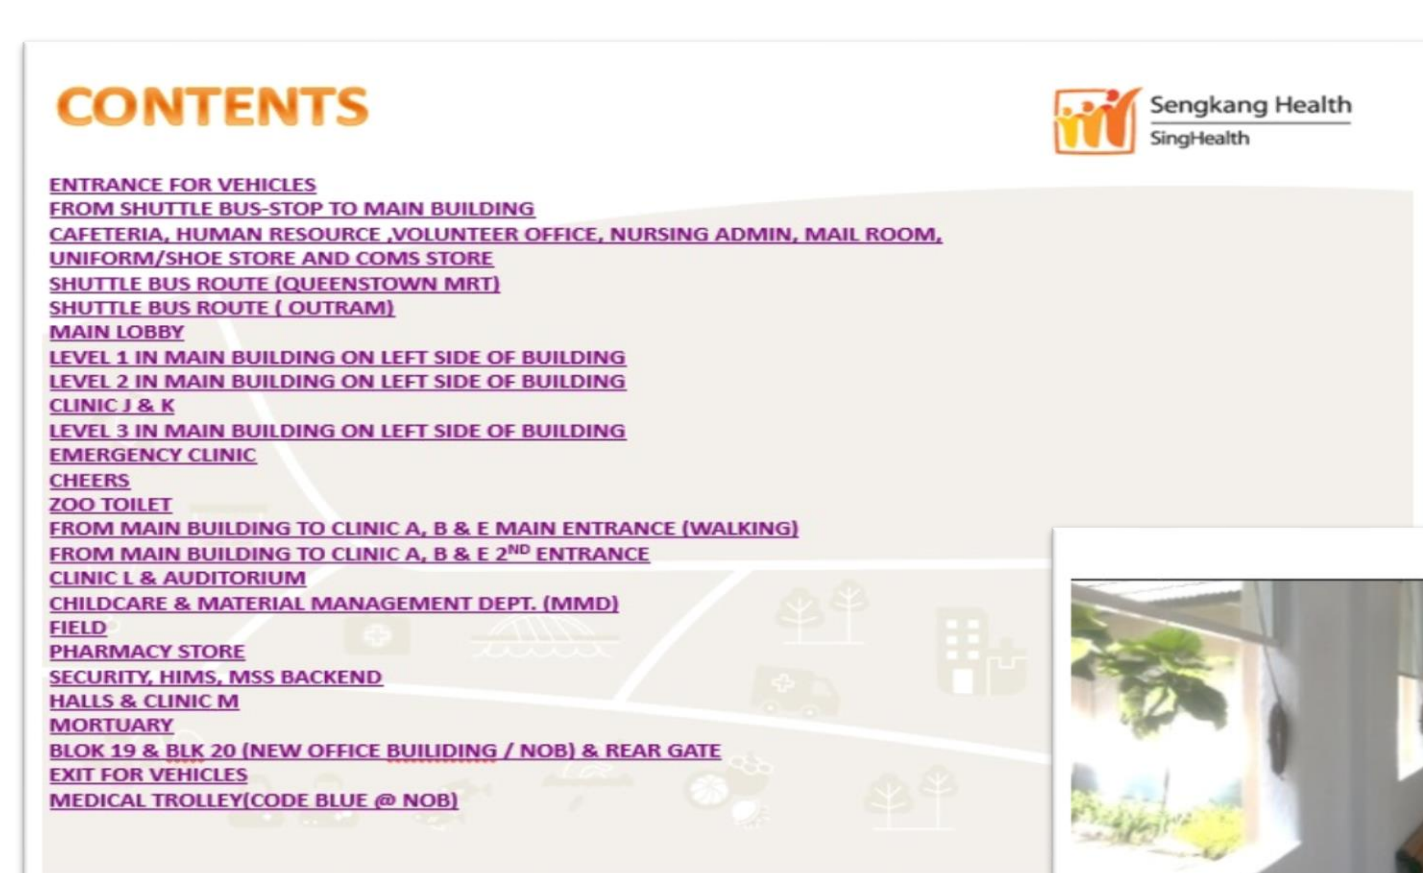 CONTENTS
Sengkang Health
SingHealth
ENTRANCE FOR VEHICLES
FROM SHUTTLE BUS-STOP TO MAIN BUILDING
CAFETERIA, HUMAN RESOURCE ,VOLUNTEER OFFICE, NURSING ADMIN, MAIL ROOM,
UNIFORM/SHOE STORE AND COMS STORE
SHUTTLE BUS ROUTE (QUEENSTOWN MRT)
SHUTTLE BUS ROUTE ( OUTRAM)
MAIN LOBBY
LEVEL 1 IN MAIN BUILDING ON LEFT SIDE OF BUILDING
LEVEL 2 IN MAIN BUILDING ON LEFT SIDE OF BUILDING
CLINIC J & K
LEVEL 3 IN MAIN BUILDING ON LEFT SIDE OF BUILDING
EMERGENCY CLINIC
CHEERS
ZOO TOILET
FROM MAIN BUILDING TO CLINIC A, B & E MAIN ENTRANCE (WALKING)
FROM MAIN BUILDING TO CLINIC A, B & E 2ND ENTRANCE
CLINIC L & AUDITORIUM
CHILDCARE & MATERIAL MANAGEMENT DEPT. (MMD)
FIELD
PHARMACY STORE
SECURITY, HIMS, MSS BACKEND
HALLS & CLINIC M
MORTUARY
BLOK 19 & BLK 20 (NEW OFFICE BUILIDING / NOB) & REAR GATE
EXIT FOR VEHICLES
MEDICAL TROLLEY(CODE BLUE @ NOB)